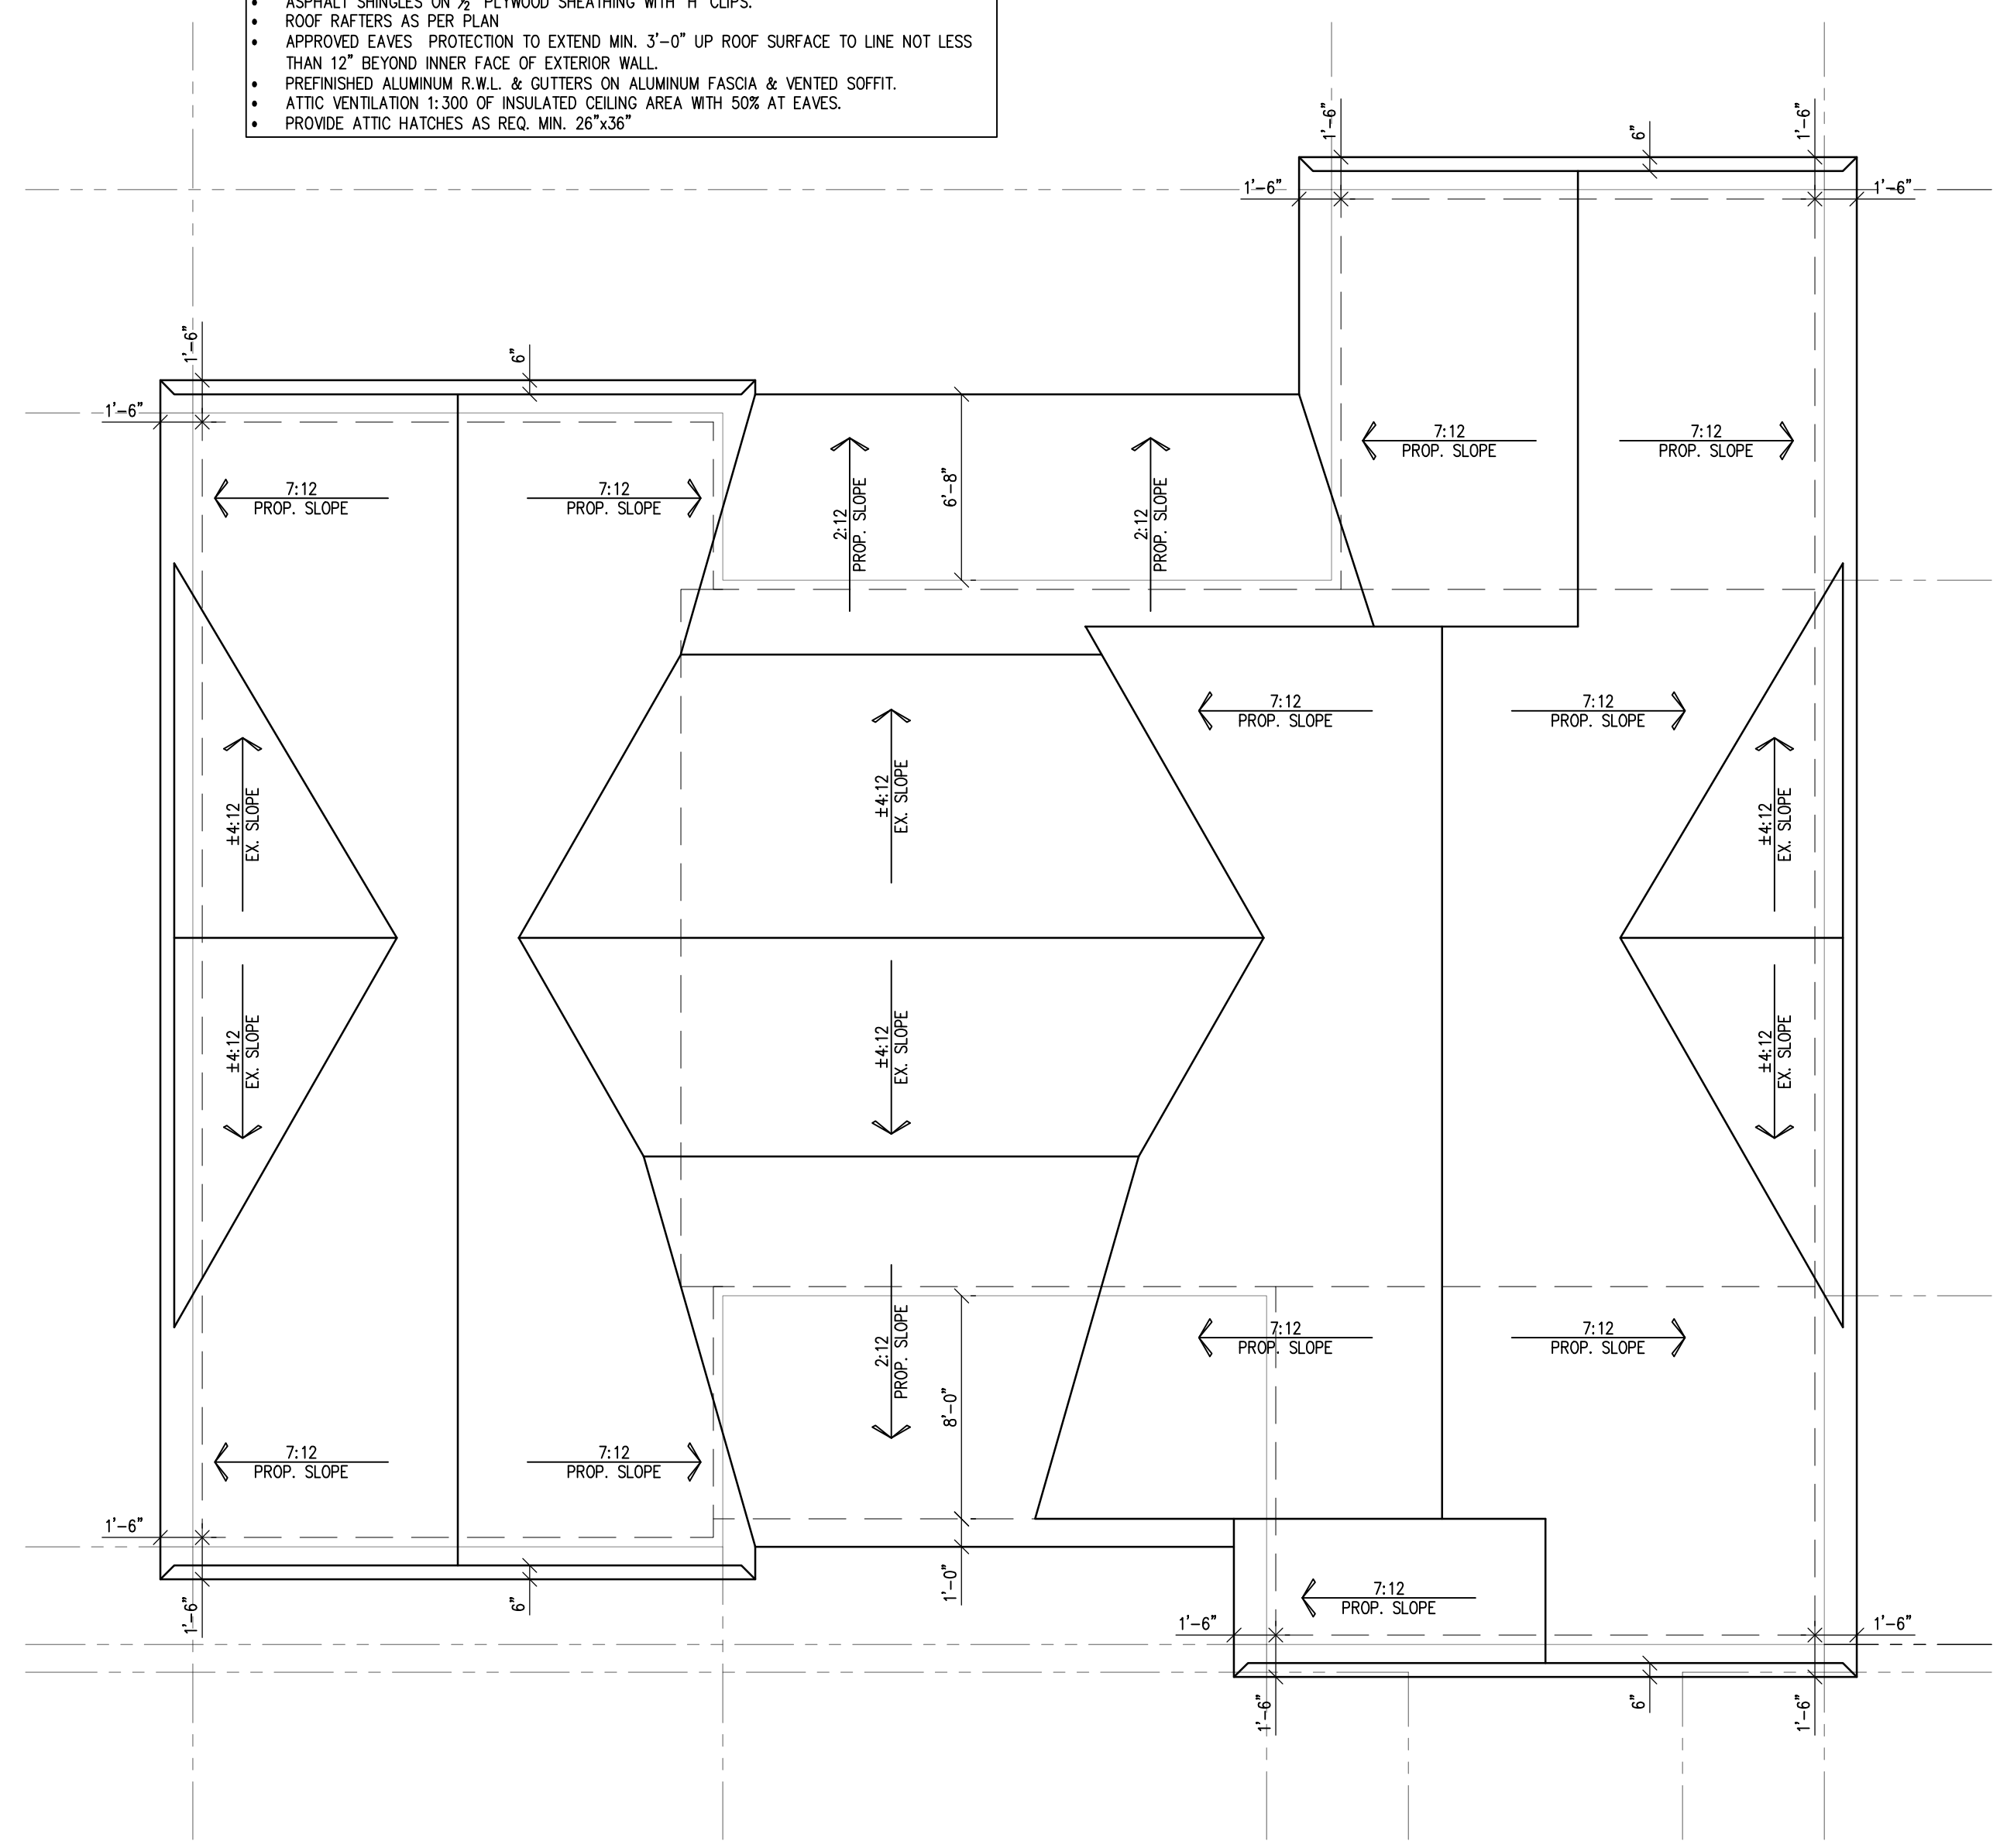 • ASPHALT SHINGLES ON ½" PLYWOOD SHEATHING WITH "H" CLIPS.
• ROOF RAFTERS AS PER PLAN
• APPROVED EAVES PROTECTION TO EXTEND MIN. 3'-0" UP ROOF SURFACE TO LINE NOT LESS
THAN 12" BEYOND INNER FACE OF EXTERIOR WALL.
• PREFINISHED ALUMINUM R.W.L. & GUTTERS ON ALUMINUM FASCIA & VENTED SOFFIT.
• ATTIC VENTILATION 1:300 OF INSULATED CEILING AREA WITH 50% AT EAVES.
• PROVIDE ATTIC HATCHES AS REQ. MIN. 26"x36"
1'-6"
6"
1'-6"
1'-6"
1'-6"
1'-6"
6"
1'-6"
7:12
PROP. SLOPE
7:12
PROP. SLOPE
7:12
PROP. SLOPE
7:12
PROP. SLOPE
2:12
PROP. SLOPE
6'-8"
2:12
PROP. SLOPE
7:12
PROP. SLOPE
7:12
PROP. SLOPE
±4:12
EX. SLOPE
±4:12
EX. SLOPE
±4:12
EX. SLOPE
±4:12
EX. SLOPE
±4:12
EX. SLOPE
±4:12
EX. SLOPE
2:12
PROP. SLOPE
7:12
PROP. SLOPE
7:12
PROP. SLOPE
8'-0"
7:12
PROP. SLOPE
7:12
PROP. SLOPE
1'-6"
1'-6"
6"
1'-0"
7:12
PROP. SLOPE
1'-6"
1'-6"
1'-6"
6"
1'-6"